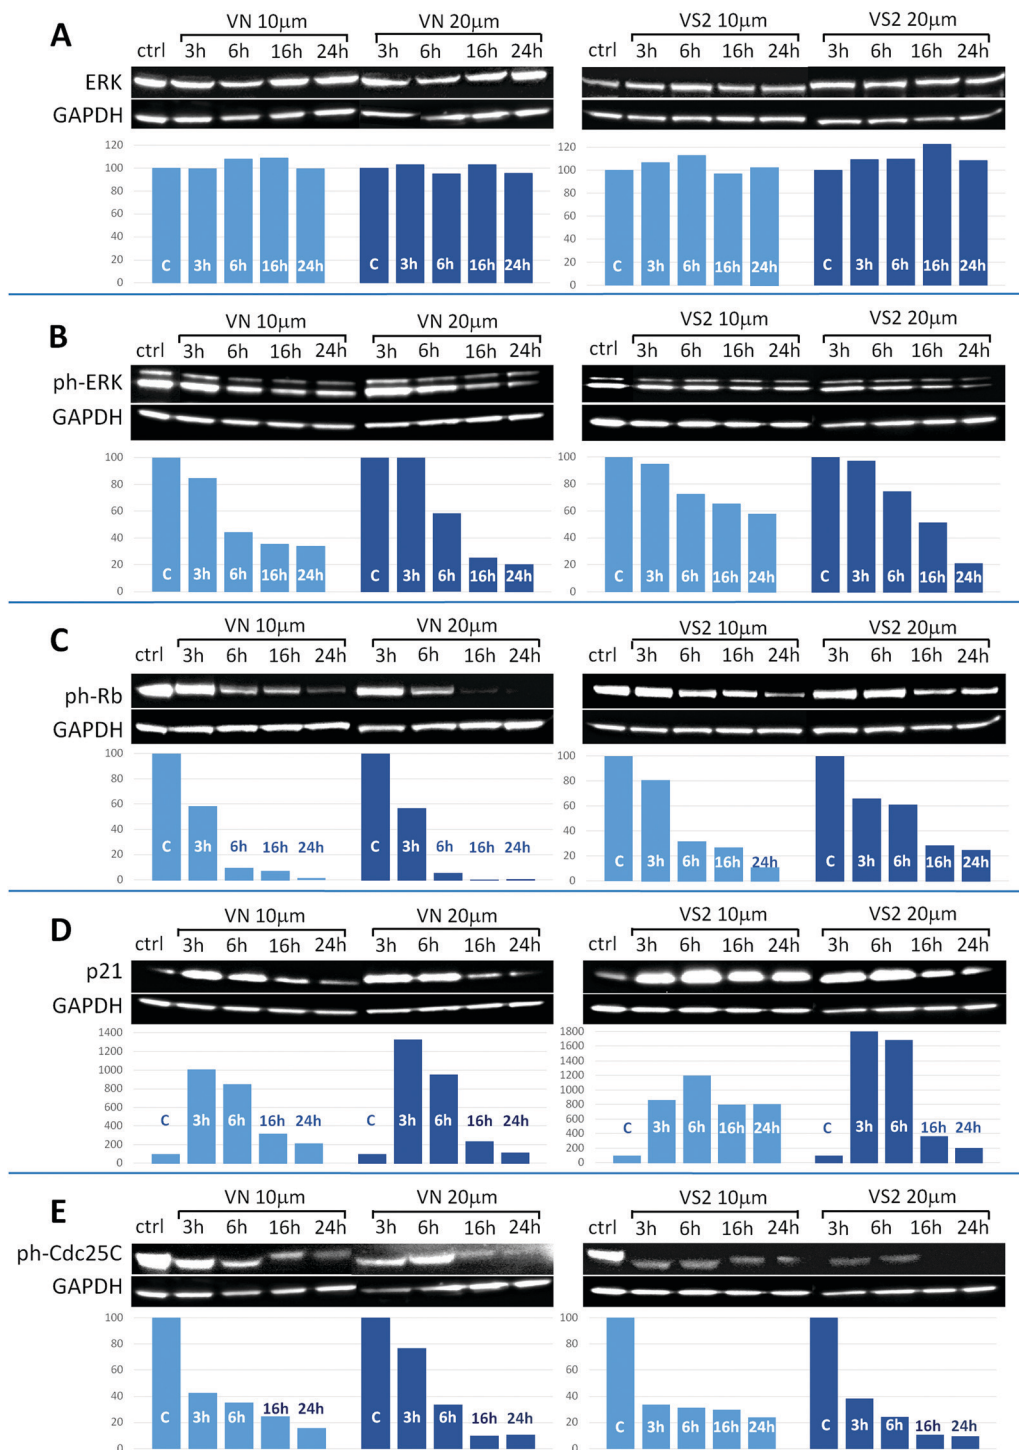 A
VN 10μm VN 20μm VS2 10μm VS2 20μm
ctrl 3h 6h 16h 24h 3h 6h 16h 24h ctrl 3h 6h 16h 24h 3h 6h 16h 24h
ERK
GAPDH
120 100 80 60 40 20 0
C 3h 6h 16h 24h C 3h 6h 16h 24h
120 100 80 60 40 20 0
C 3h 6h 16h 24h C 3h 6h 16h 24h
B
VN 10μm VN 20μm VS2 10μm VS2 20μm
ctrl 3h 6h 16h 24h 3h 6h 16h 24h ctrl 3h 6h 16h 24h 3h 6h 16h 24h
ph-ERK
GAPDH
100 80 60 40 20 0
C 3h 6h 16h 24h C 3h 6h 16h 24h
100 80 60 40 20 0
C 3h 6h 16h 24h C 3h 6h 16h 24h
C
VN 10μm VN 20μm VS2 10μm VS2 20μm
ctrl 3h 6h 16h 24h 3h 6h 16h 24h ctrl 3h 6h 16h 24h 3h 6h 16h 24h
ph-Rb
GAPDH
100 80 60 40 20 0
C 3h 6h 16h 24h C 3h 6h 16h 24h
100 80 60 40 20 0
C 3h 6h 16h 24h C 3h 6h 16h 24h
D
VN 10μm VN 20μm VS2 10μm VS2 20μm
ctrl 3h 6h 16h 24h 3h 6h 16h 24h ctrl 3h 6h 16h 24h 3h 6h 16h 24h
p21
GAPDH
1400 1200 1000 800 600 400 200 0
C 3h 6h 16h 24h C 3h 6h 16h 24h
1800 1600 1400 1200 1000 800 600 400 200 0
C 3h 6h 16h 24h C 3h 6h 16h 24h
E
VN 10μm VN 20μm VS2 10μm VS2 20μm
ctrl 3h 6h 16h 24h 3h 6h 16h 24h ctrl 3h 6h 16h 24h 3h 6h 16h 24h
ph-Cdc25C
GAPDH
100 80 60 40 20 0
C 3h 6h 16h 24h C 3h 6h 16h 24h
100 80 60 40 20 0
C 3h 6h 16h 24h C 3h 6h 16h 24h